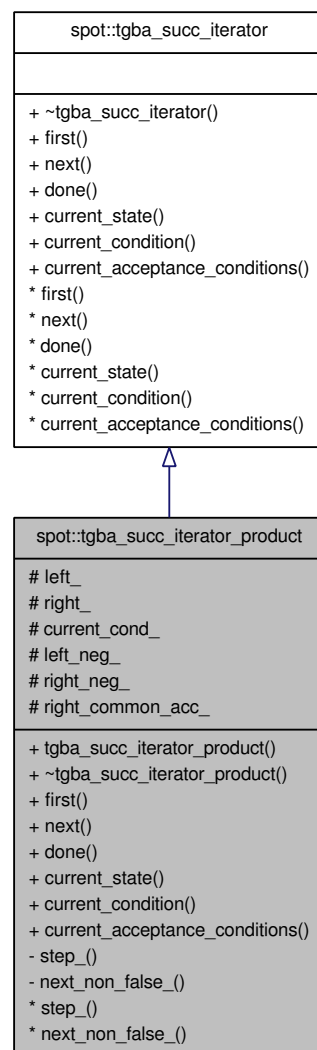 spot::tgba_succ_iterator
+ ~tgba_succ_iterator()
+ first()
+ next()
+ done()
+ current_state()
+ current_condition()
+ current_acceptance_conditions()
* first()
* next()
* done()
* current_state()
* current_condition()
* current_acceptance_conditions()
spot::tgba_succ_iterator_product
# left_
# right_
# current_cond_
# left_neg_
# right_neg_
# right_common_acc_
+ tgba_succ_iterator_product()
+ ~tgba_succ_iterator_product()
+ first()
+ next()
+ done()
+ current_state()
+ current_condition()
+ current_acceptance_conditions()
- step_()
- next_non_false_()
* step_()
* next_non_false_()